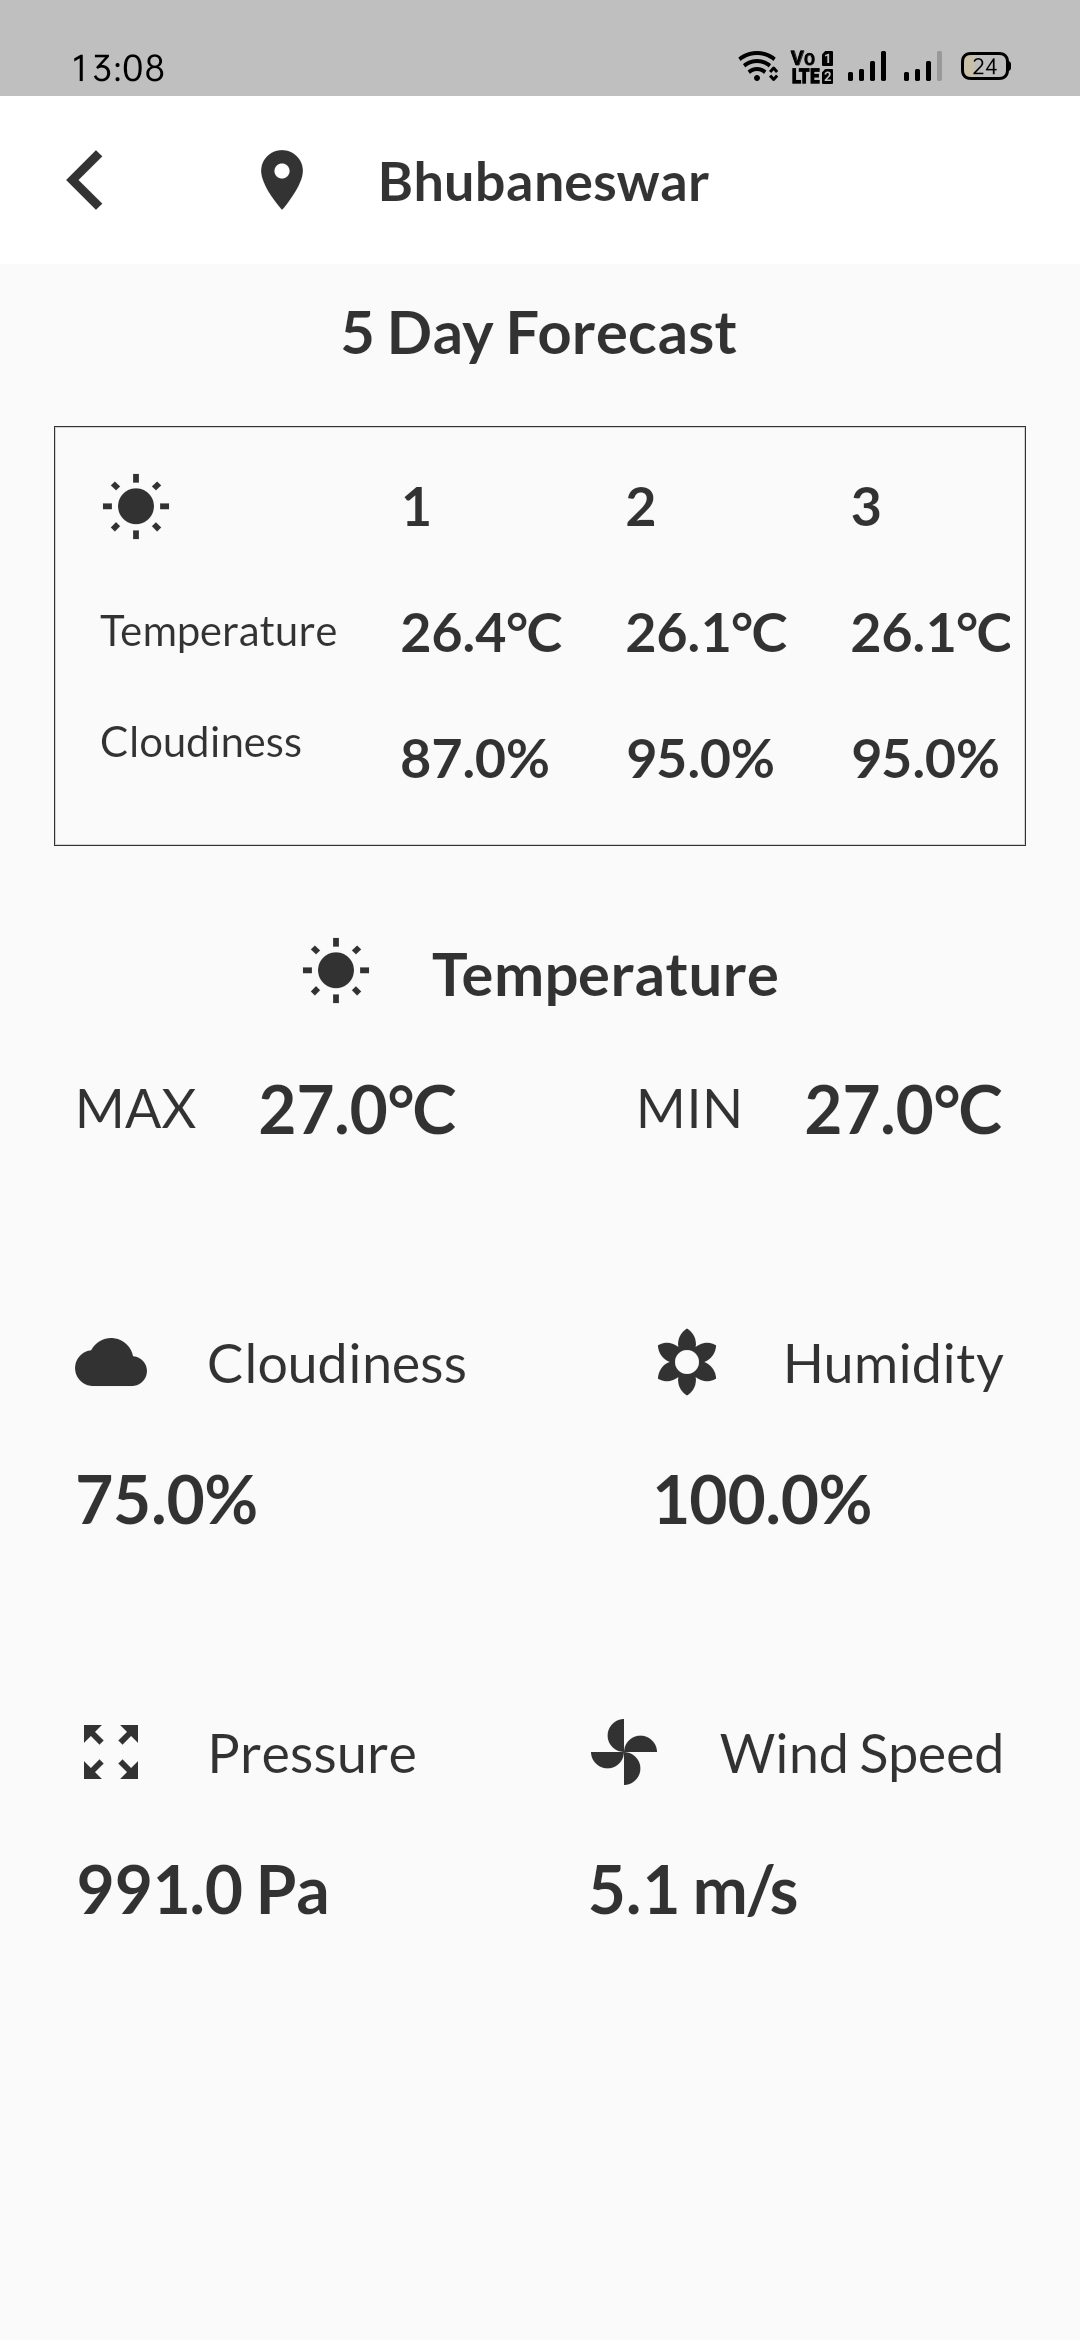 13:08 Vo 1 LTE 2 24
Bhubaneswar
5 Day Forecast
1 2 3
Temperature 26.4°C 26.1°C 26.1°C
Cloudiness 87.0% 95.0% 95.0%
Temperature
MAX 27.0°C MIN 27.0°C
Cloudiness Humidity
75.0% 100.0%
Pressure Wind Speed
991.0 Pa 5.1 m/s